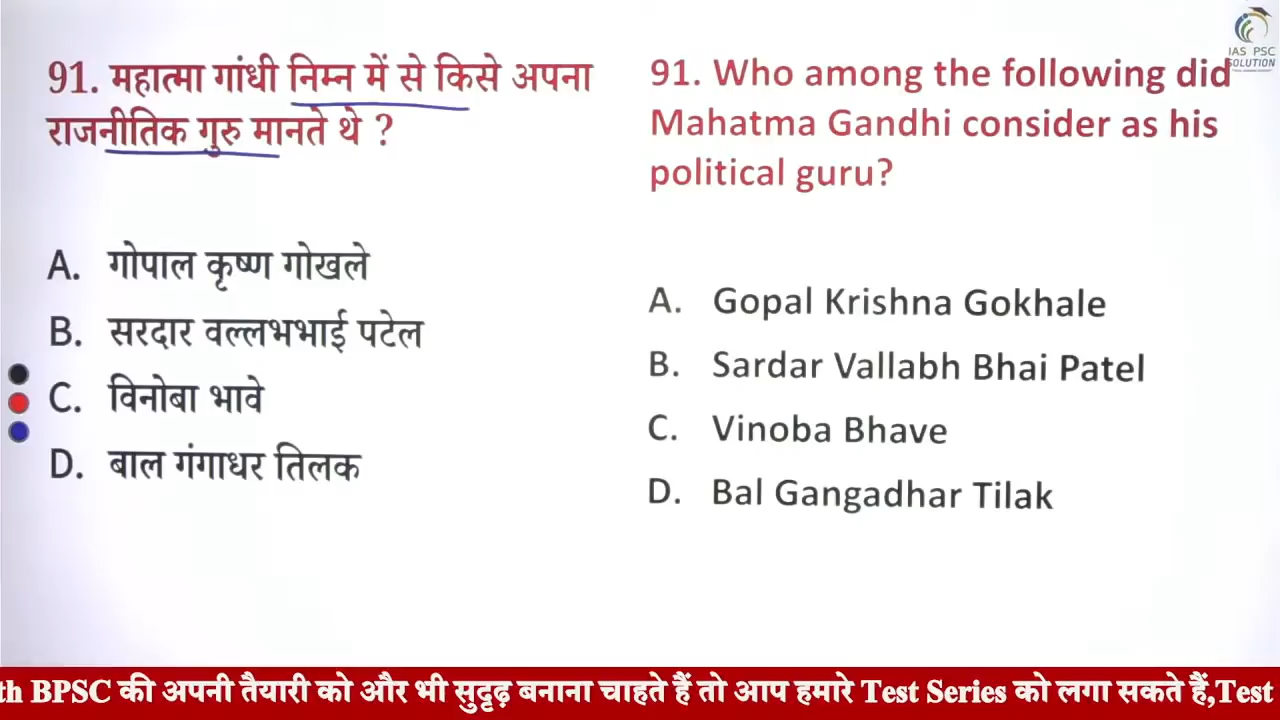 IAS PSC
SOLUTION
91. महात्मा गांधी निम्न में से किसे अपना
राजनीतिक गुरु मानते थे ?
A. गोपाल कृष्ण गोखले
B. सरदार वल्लभभाई पटेल
C. विनोबा भावे
D. बाल गंगाधर तिलक
91. Who among the following did
Mahatma Gandhi consider as his
political guru?
A. Gopal Krishna Gokhale
B. Sardar Vallabh Bhai Patel
C. Vinoba Bhave
D. Bal Gangadhar Tilak
th BPSC की अपनी तैयारी को और भी सुदृढ़ बनाना चाहते हैं तो आप हमारे Test Series को लगा सकते हैं,Test